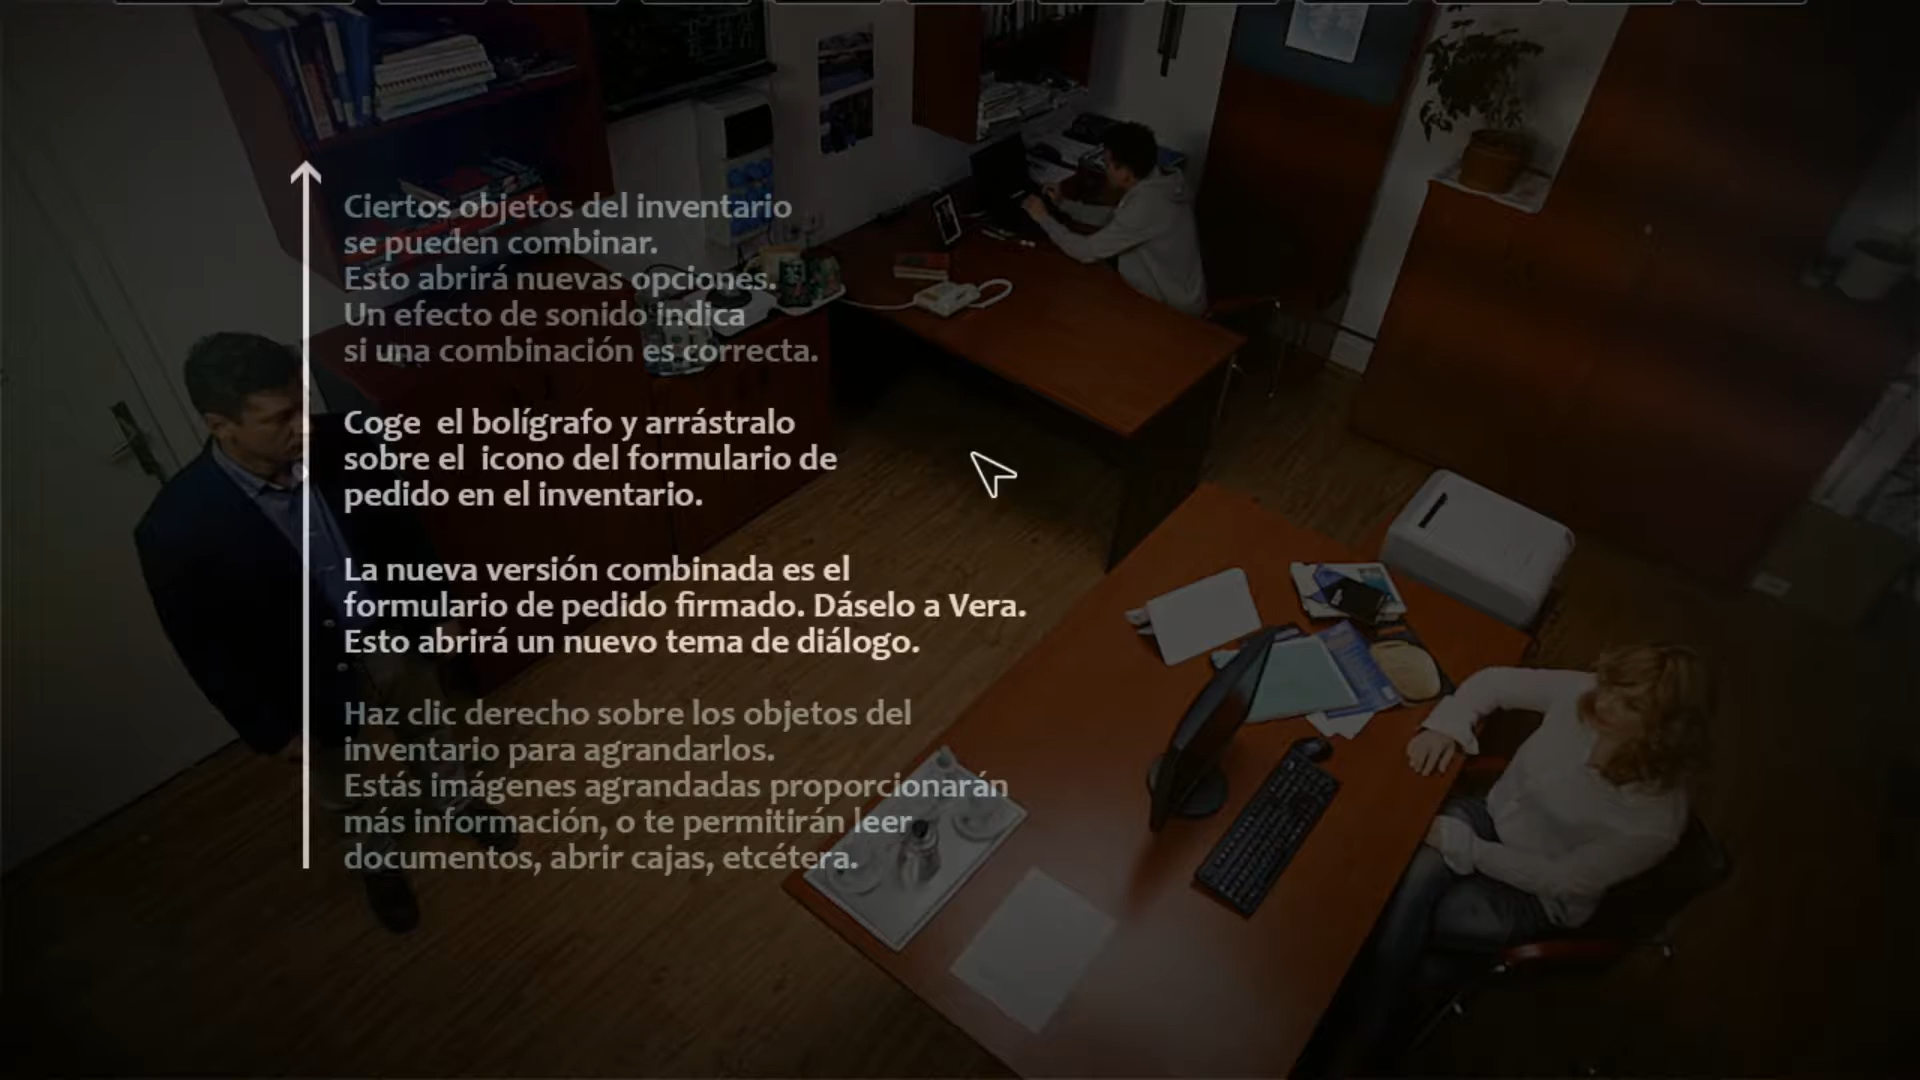 Ciertos objetos del inventario
se pueden combinar.
Esto abrirá nuevas opciones.
Un efecto de sonido indica
si una combinación es correcta.
Coge  el bolígrafo y arrástralo
sobre el  icono del formulario de
pedido en el inventario.
La nueva versión combinada es el
formulario de pedido firmado. Dáselo a Vera.
Esto abrirá un nuevo tema de diálogo.
Haz clic derecho sobre los objetos del
inventario para agrandarlos.
Estás imágenes agrandadas proporcionarán
más información, o te permitirán leer
documentos, abrir cajas, etcétera.